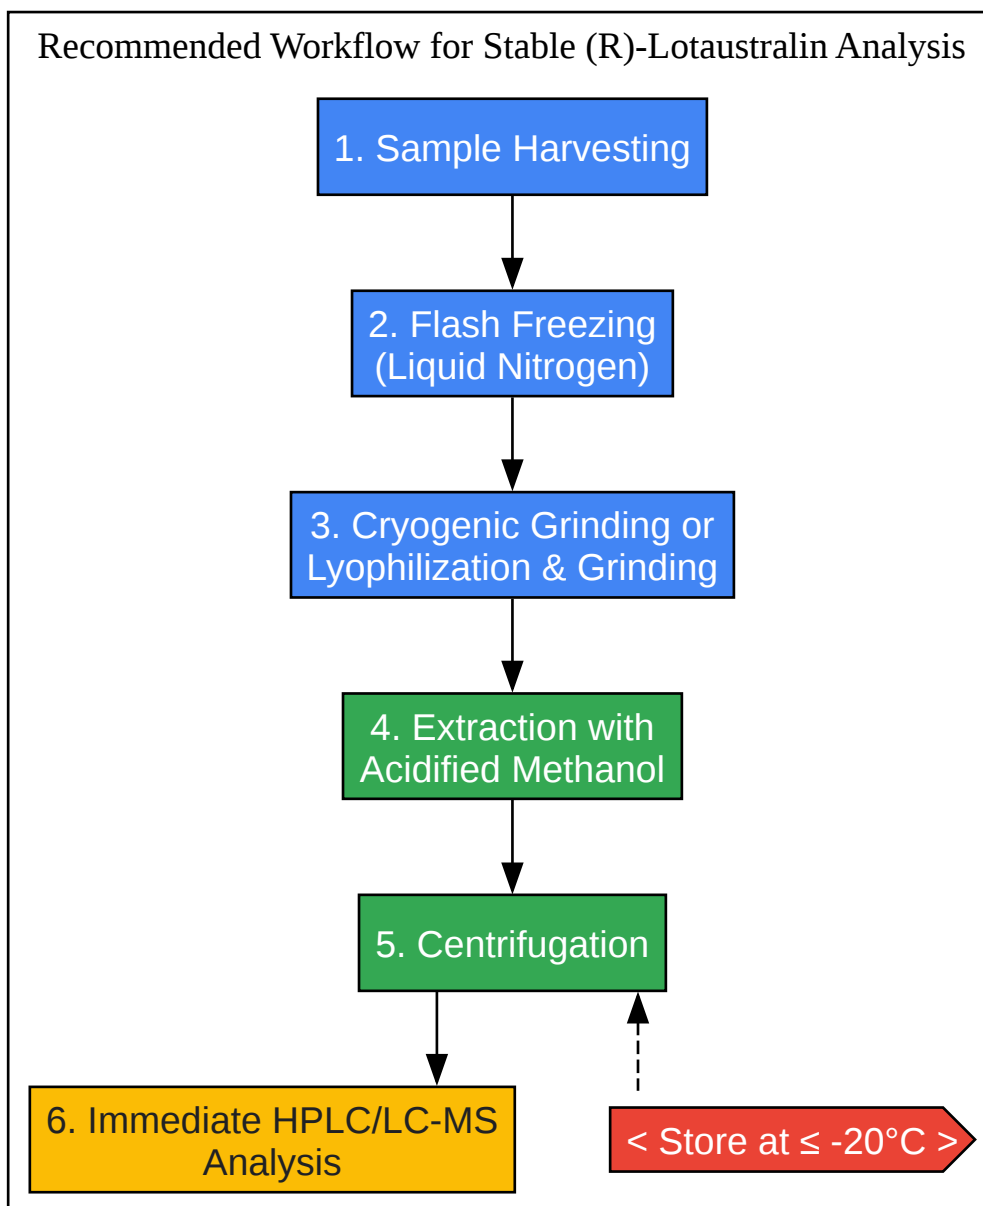 Recommended Workflow for Stable (R)-Lotaustralin Analysis
1. Sample Harvesting
2. Flash Freezing
(Liquid Nitrogen)
3. Cryogenic Grinding or
Lyophilization & Grinding
4. Extraction with
Acidified Methanol
5. Centrifugation
6. Immediate HPLC/LC-MS
Analysis
< Store at ≤ -20°C >